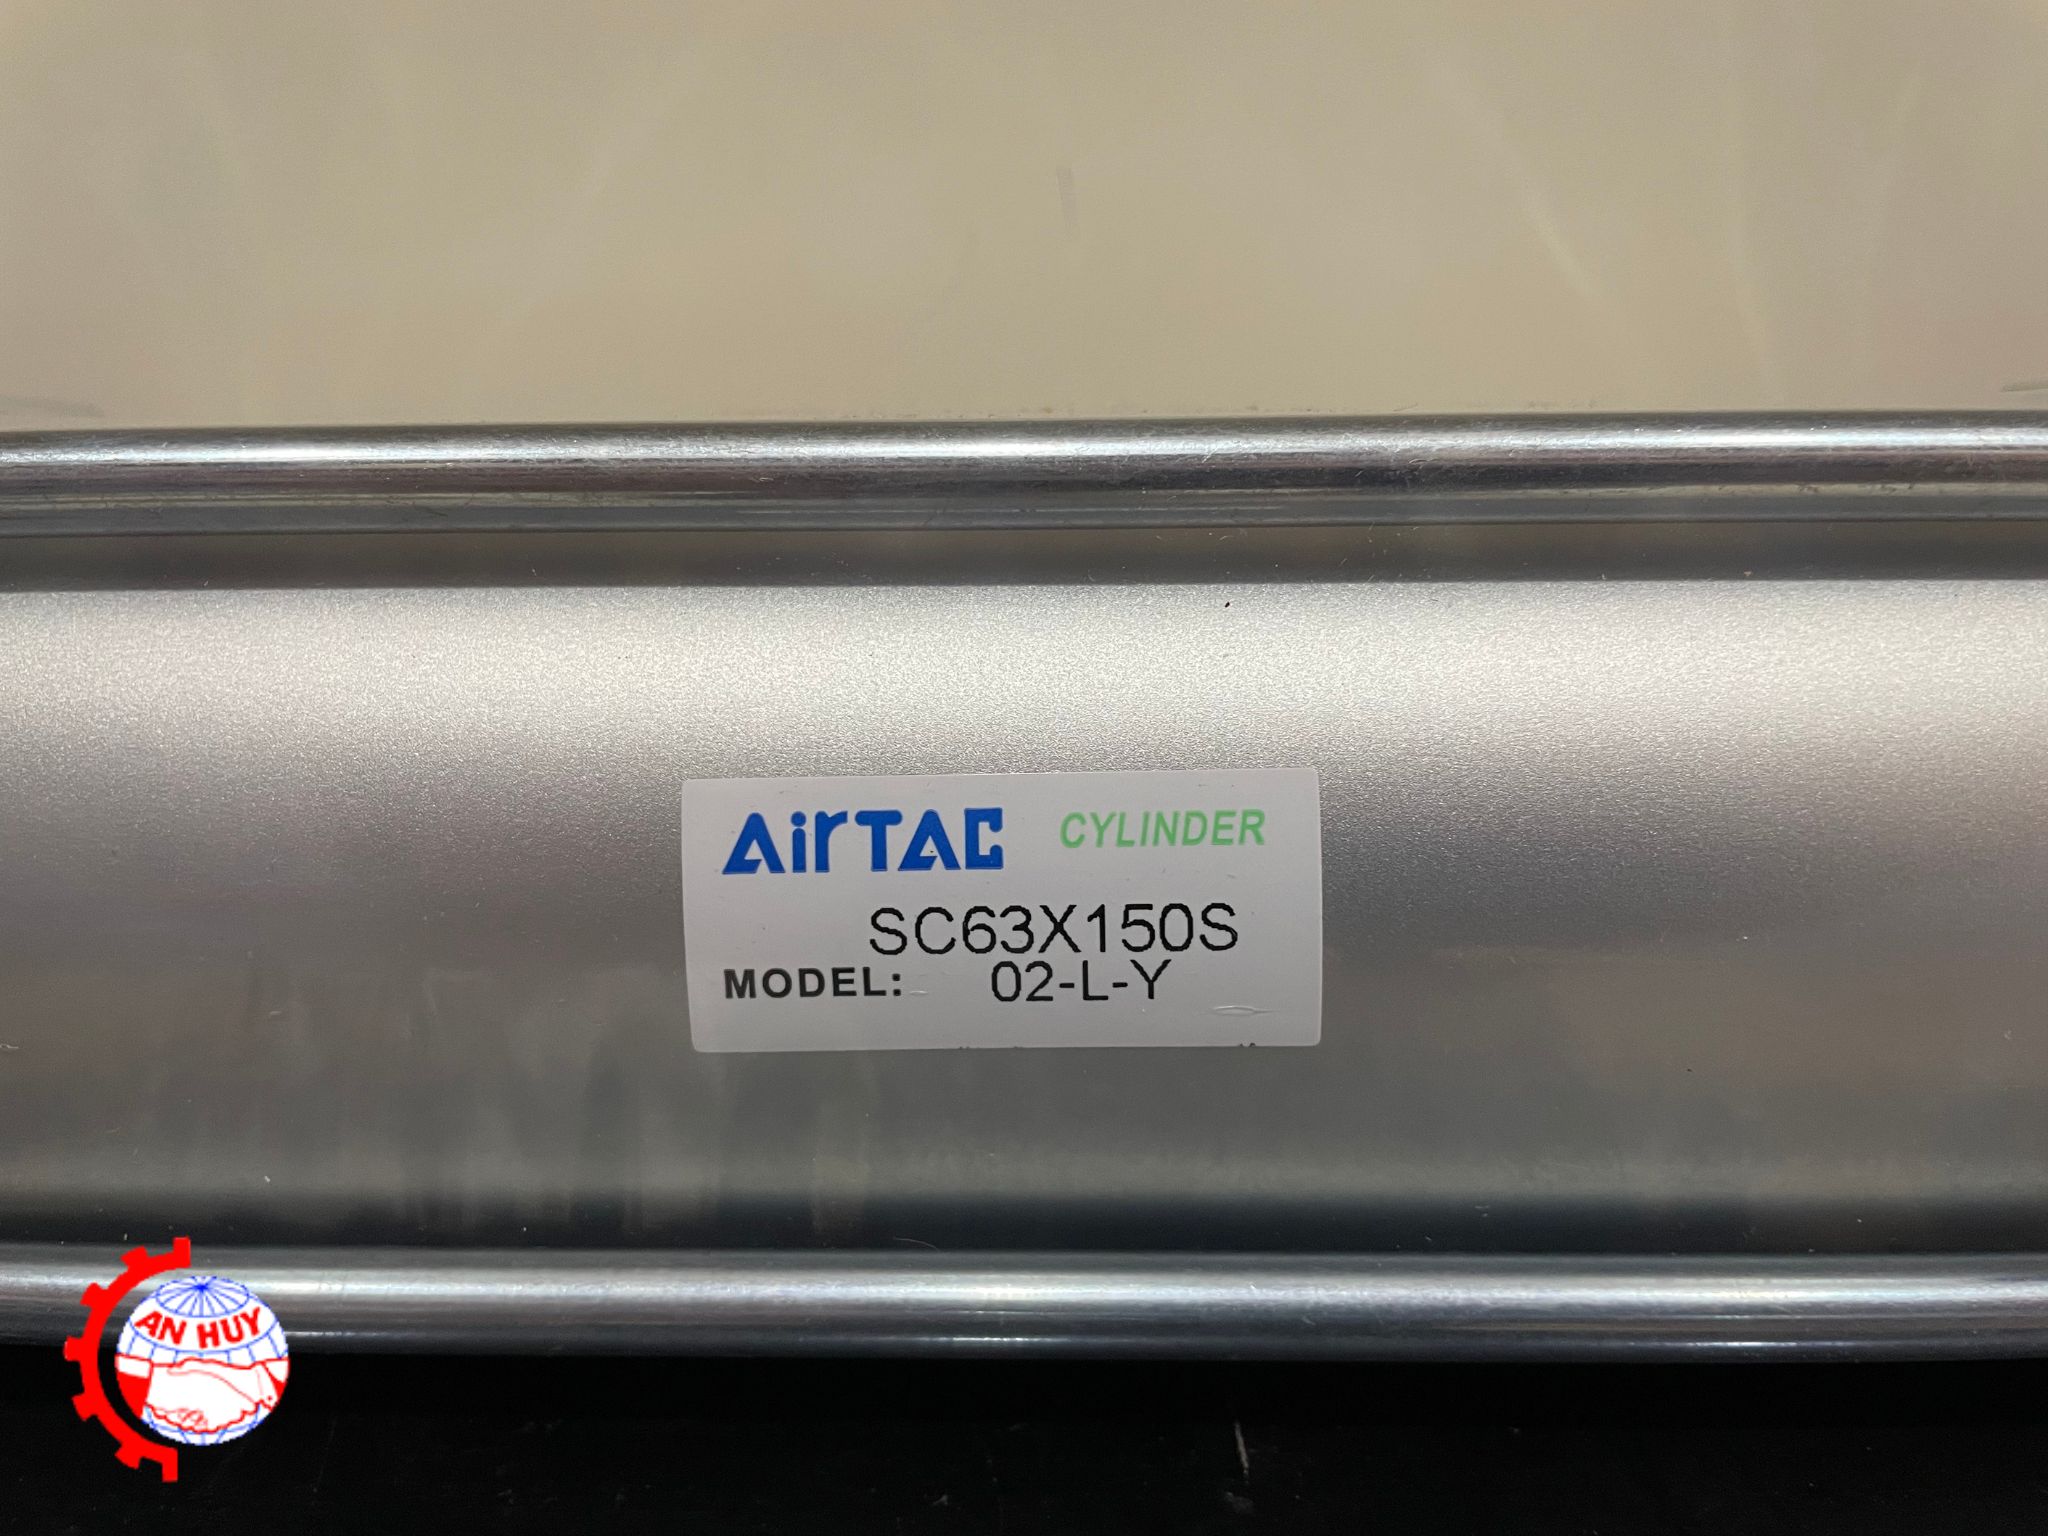 AirTAC CYLINDER
SC63X150S
MODEL: 02-L-Y
AN HUY